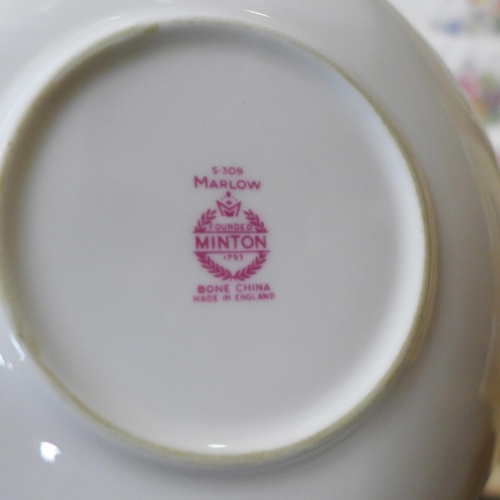 S-309
MARLOW
FOUNDED
MINTON
1793
BONE CHINA
MADE IN ENGLAND